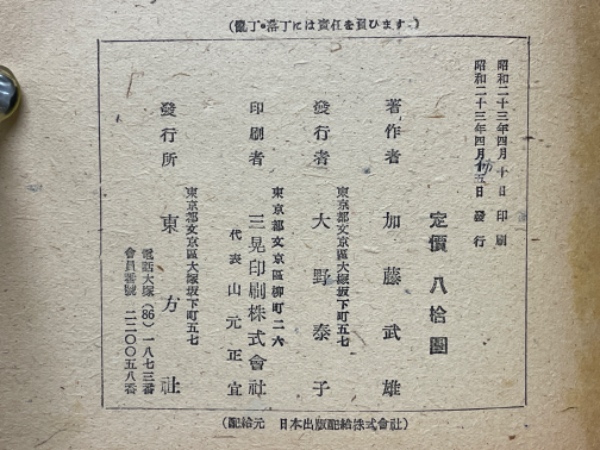 (亂丁・落丁には責任を負ひます。)
昭和二十三年四月十日 印刷
昭和二十三年四月十五日 發行
定價 八拾圓
著作者 加藤武雄
東京都文京區大塚坂下町五七
發行者 大野泰子
東京都文京區柳町二六
印刷者 三晃印刷株式會社
代表 山元正宜
東京都文京區大塚坂下町五七
發行所 東方社
電話大塚(86)一八七三番
會員番號 二二〇〇五八番
(配給元 日本出版配給株式會社)